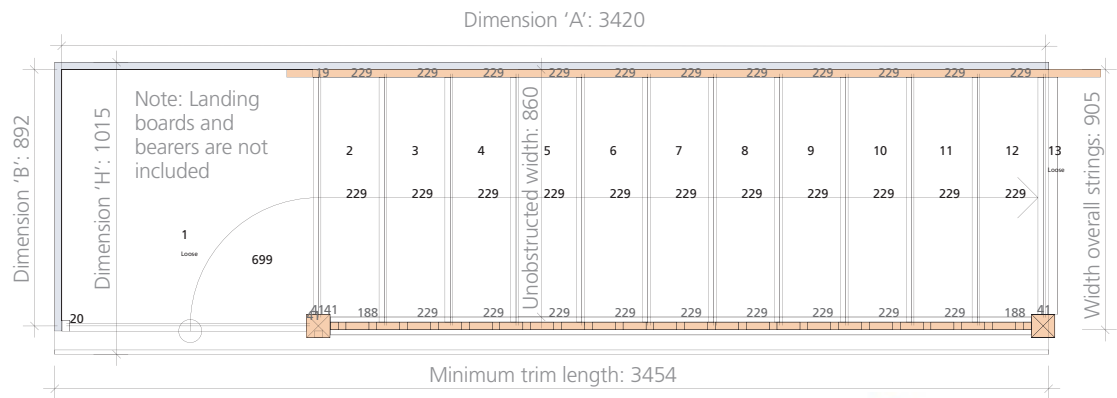 Dimension ‘A’: 3420
19 229 229 229 229 229 229 229 229 229 229 229
Note: Landing
boards and
bearers are not
included
Dimension ‘B’: 892
Dimension ‘H’: 1015
Unobstructed width: 860
Width overall strings: 905
2 3 4 5 6 7 8 9 10 11 12 13
Loose
229 229 229 229 229 229 229 229 229 229 229
1
Loose
699
20
4141
41
188 229 229 229 229 229 229 229 229 229 188 41
Minimum trim length: 3454